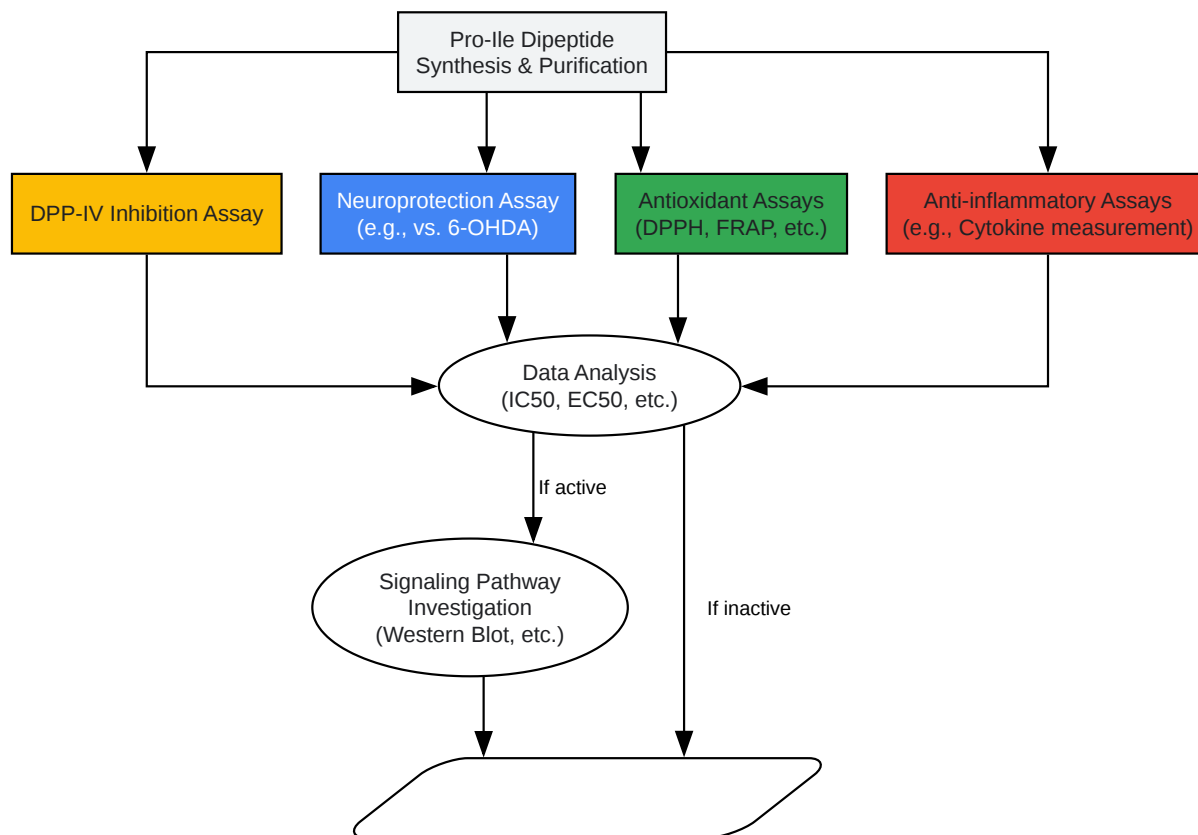 Pro-Ile Dipeptide
Synthesis & Purification
DPP-IV Inhibition Assay
Neuroprotection Assay
(e.g., vs. 6-OHDA)
Antioxidant Assays
(DPPH, FRAP, etc.)
Anti-inflammatory Assays
(e.g., Cytokine measurement)
Data Analysis
(IC50, EC50, etc.)
If active
Signaling Pathway
Investigation
(Western Blot, etc.)
If inactive